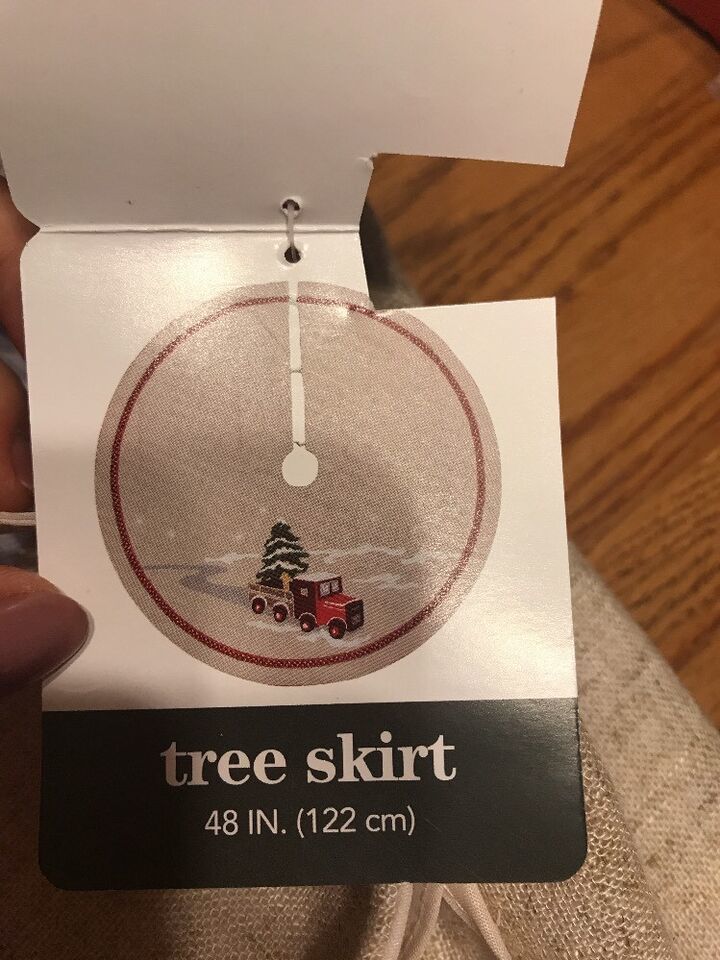 tree skirt
48 IN. (122 cm)